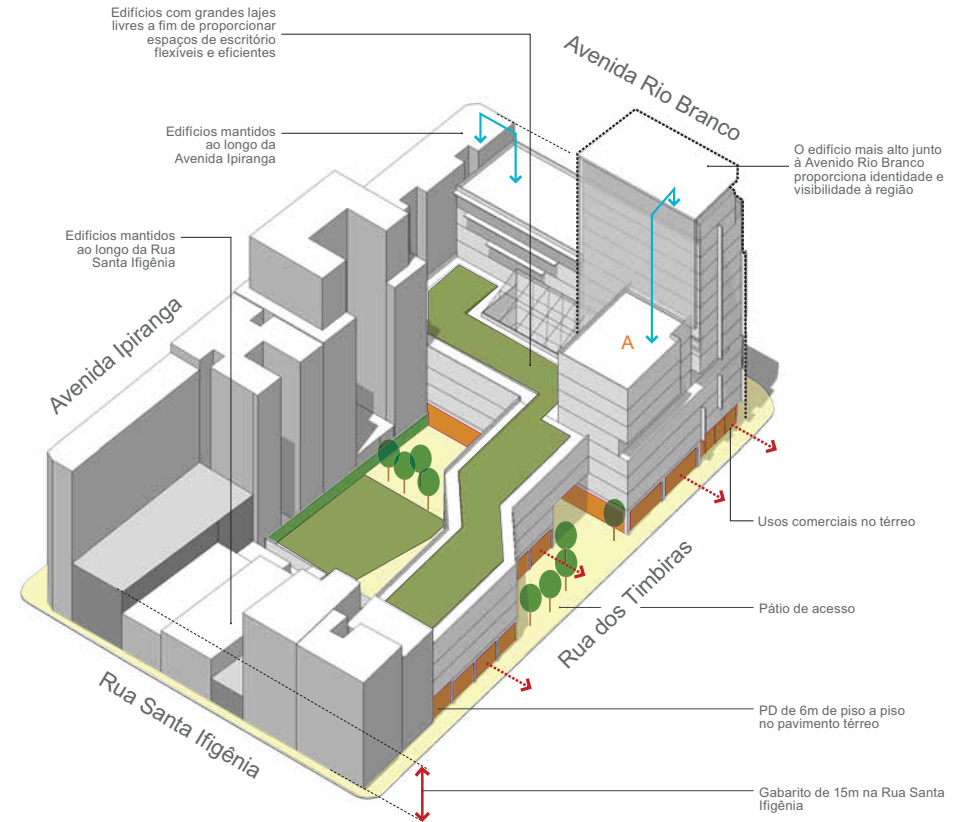 Edifícios com grandes lajes
livres a fim de proporcionar
espaços de escritório
flexíveis e eficientes
Avenida Rio Branco
Edifícios mantidos
ao longo da
Avenida Ipiranga
O edifício mais alto junto
à Avenido Rio Branco
proporciona identidade e
visibilidade à região
Edifícios mantidos
ao longo da Rua
Santa Ifigênia
Avenida Ipiranga
A
Usos comerciais no térreo
Rua dos Timbiras
Pátio de acesso
Rua Santa Ifigênia
PD de 6m de piso a piso
no pavimento térreo
Gabarito de 15m na Rua Santa
Ifigênia